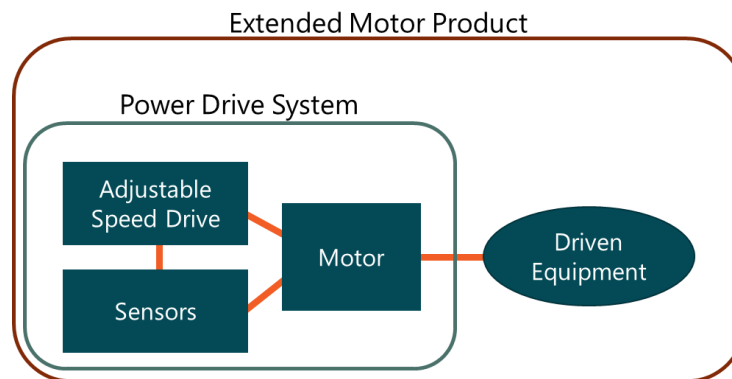 Extended Motor Product
Power Drive System
Adjustable
Speed Drive
Motor
Driven
Equipment
Sensors